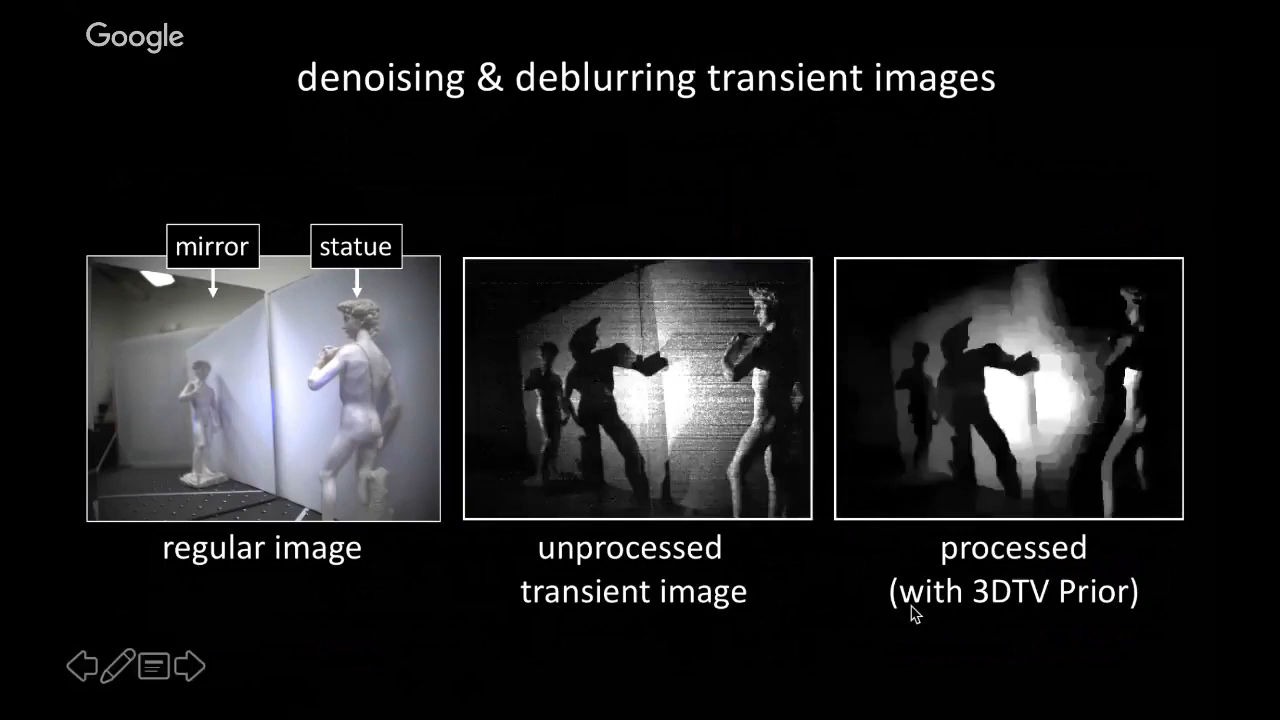 Google
denoising & deblurring transient images
mirror
statue
regular image
unprocessed
transient image
processed
(with 3DTV Prior)